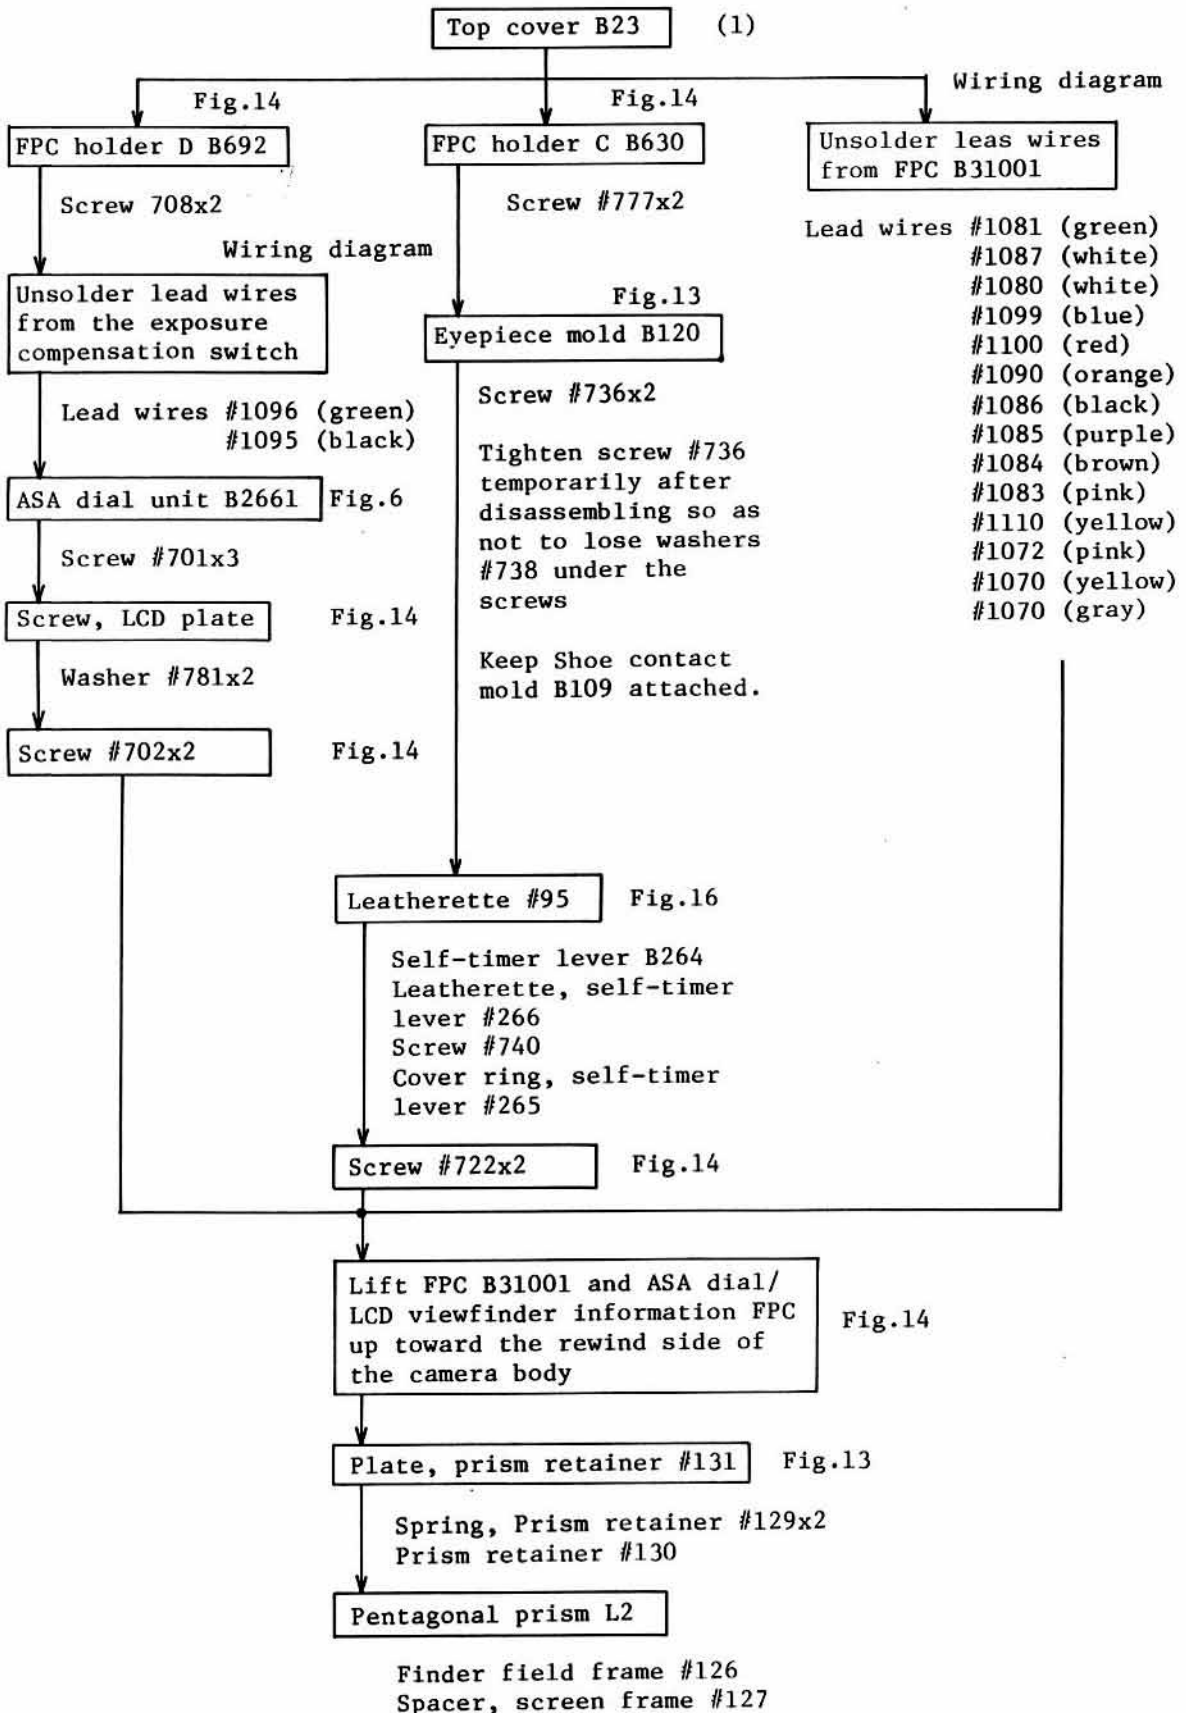 Top cover B23 (1)
Wiring diagram
Fig.14
Fig.14
FPC holder D B692
FPC holder C B630
Unsolder leas wires
from FPC B31001
Screw 708x2
Screw #777x2
Lead wires #1081 (green)
#1087 (white)
#1080 (white)
#1099 (blue)
#1100 (red)
#1090 (orange)
#1086 (black)
#1085 (purple)
#1084 (brown)
#1083 (pink)
#1110 (yellow)
#1072 (pink)
#1070 (yellow)
#1070 (gray)
Wiring diagram
Unsolder lead wires
from the exposure
compensation switch
Lead wires #1096 (green)
#1095 (black)
ASA dial unit B2661 Fig.6
Screw #701x3
Screw, LCD plate Fig.14
Washer #781x2
Screw #702x2 Fig.14
Fig.13
Eyepiece mold B120
Screw #736x2
Tighten screw #736
temporarily after
disassembling so as
not to lose washers
#738 under the
screws
Keep Shoe contact
mold B109 attached.
Leatherette #95 Fig.16
Self-timer lever B264
Leatherette, self-timer
lever #266
Screw #740
Cover ring, self-timer
lever #265
Screw #722x2 Fig.14
Lift FPC B31001 and ASA dial/
LCD viewfinder information FPC
up toward the rewind side of
the camera body
Fig.14
Plate, prism retainer #131 Fig.13
Spring, Prism retainer #129x2
Prism retainer #130
Pentagonal prism L2
Finder field frame #126
Spacer, screen frame #127